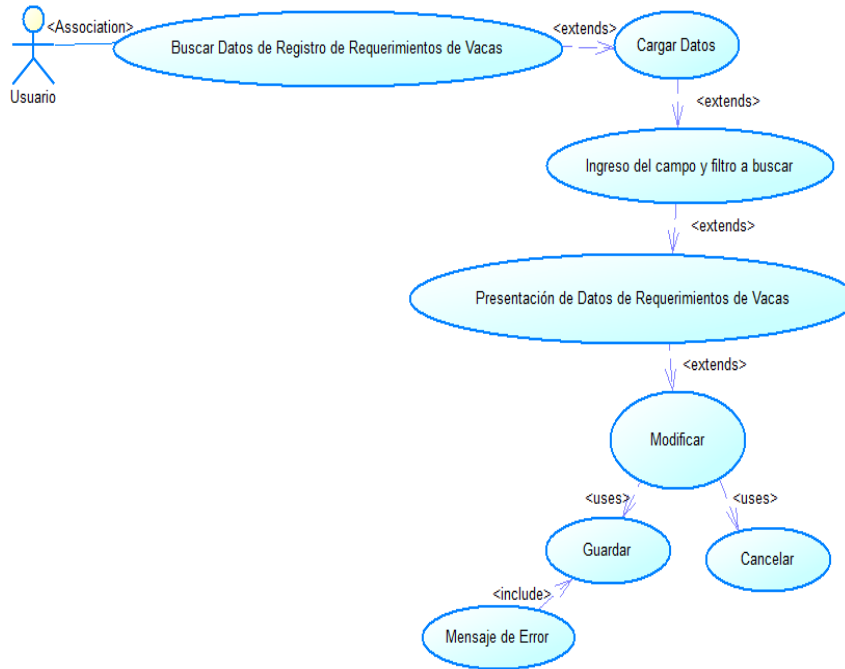 <Association>
Usuario
Buscar Datos de Registro de Requerimientos de Vacas
<extends>
Cargar Datos
<extends>
Ingreso del campo y filtro a buscar
<extends>
Presentación de Datos de Requerimientos de Vacas
<extends>
Modificar
<uses>
<uses>
Guardar
Cancelar
<include>
Mensaje de Error